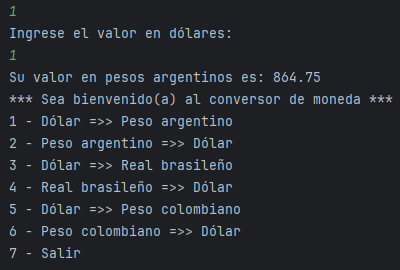 1
Ingrese el valor en dólares:
1
Su valor en pesos argentinos es: 864.75
*** Sea bienvenido(a) al conversor de moneda ***
1 - Dólar =>> Peso argentino
2 - Peso argentino =>> Dólar
3 - Dólar =>> Real brasileño
4 - Real brasileño =>> Dólar
5 - Dólar =>> Peso colombiano
6 - Peso colombiano =>> Dólar
7 - Salir